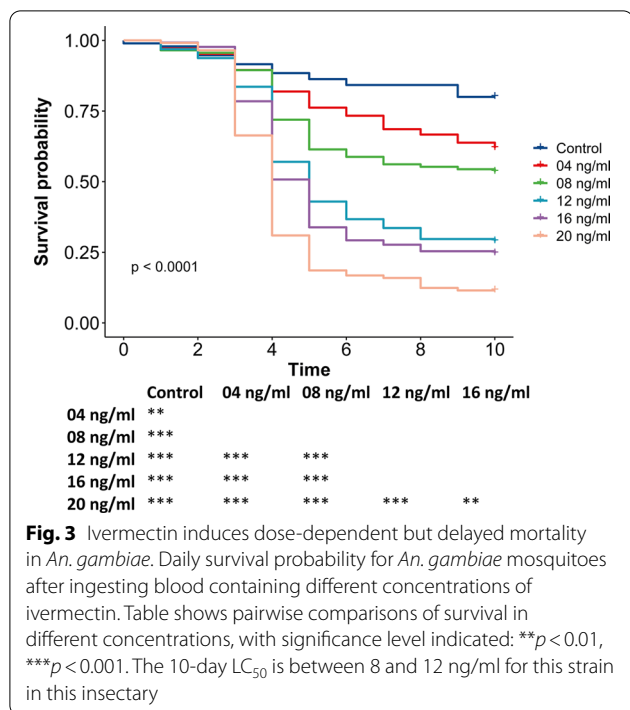 1.00
0.75
0.50
0.25
0.00
Survival probability
p < 0.0001
0 2 4 6 8 10
Time
Control
04 ng/ml
08 ng/ml
12 ng/ml
16 ng/ml
20 ng/ml
Control 04 ng/ml 08 ng/ml 12 ng/ml 16 ng/ml
04 ng/ml **
08 ng/ml ***
12 ng/ml *** *** ***
16 ng/ml *** *** ***
20 ng/ml *** *** *** *** **
Fig. 3 Ivermectin induces dose-dependent but delayed mortality
in An. gambiae. Daily survival probability for An. gambiae mosquitoes
after ingesting blood containing different concentrations of
ivermectin. Table shows pairwise comparisons of survival in
different concentrations, with significance level indicated: **p < 0.01,
***p < 0.001. The 10-day LC50 is between 8 and 12 ng/ml for this strain
in this insectary